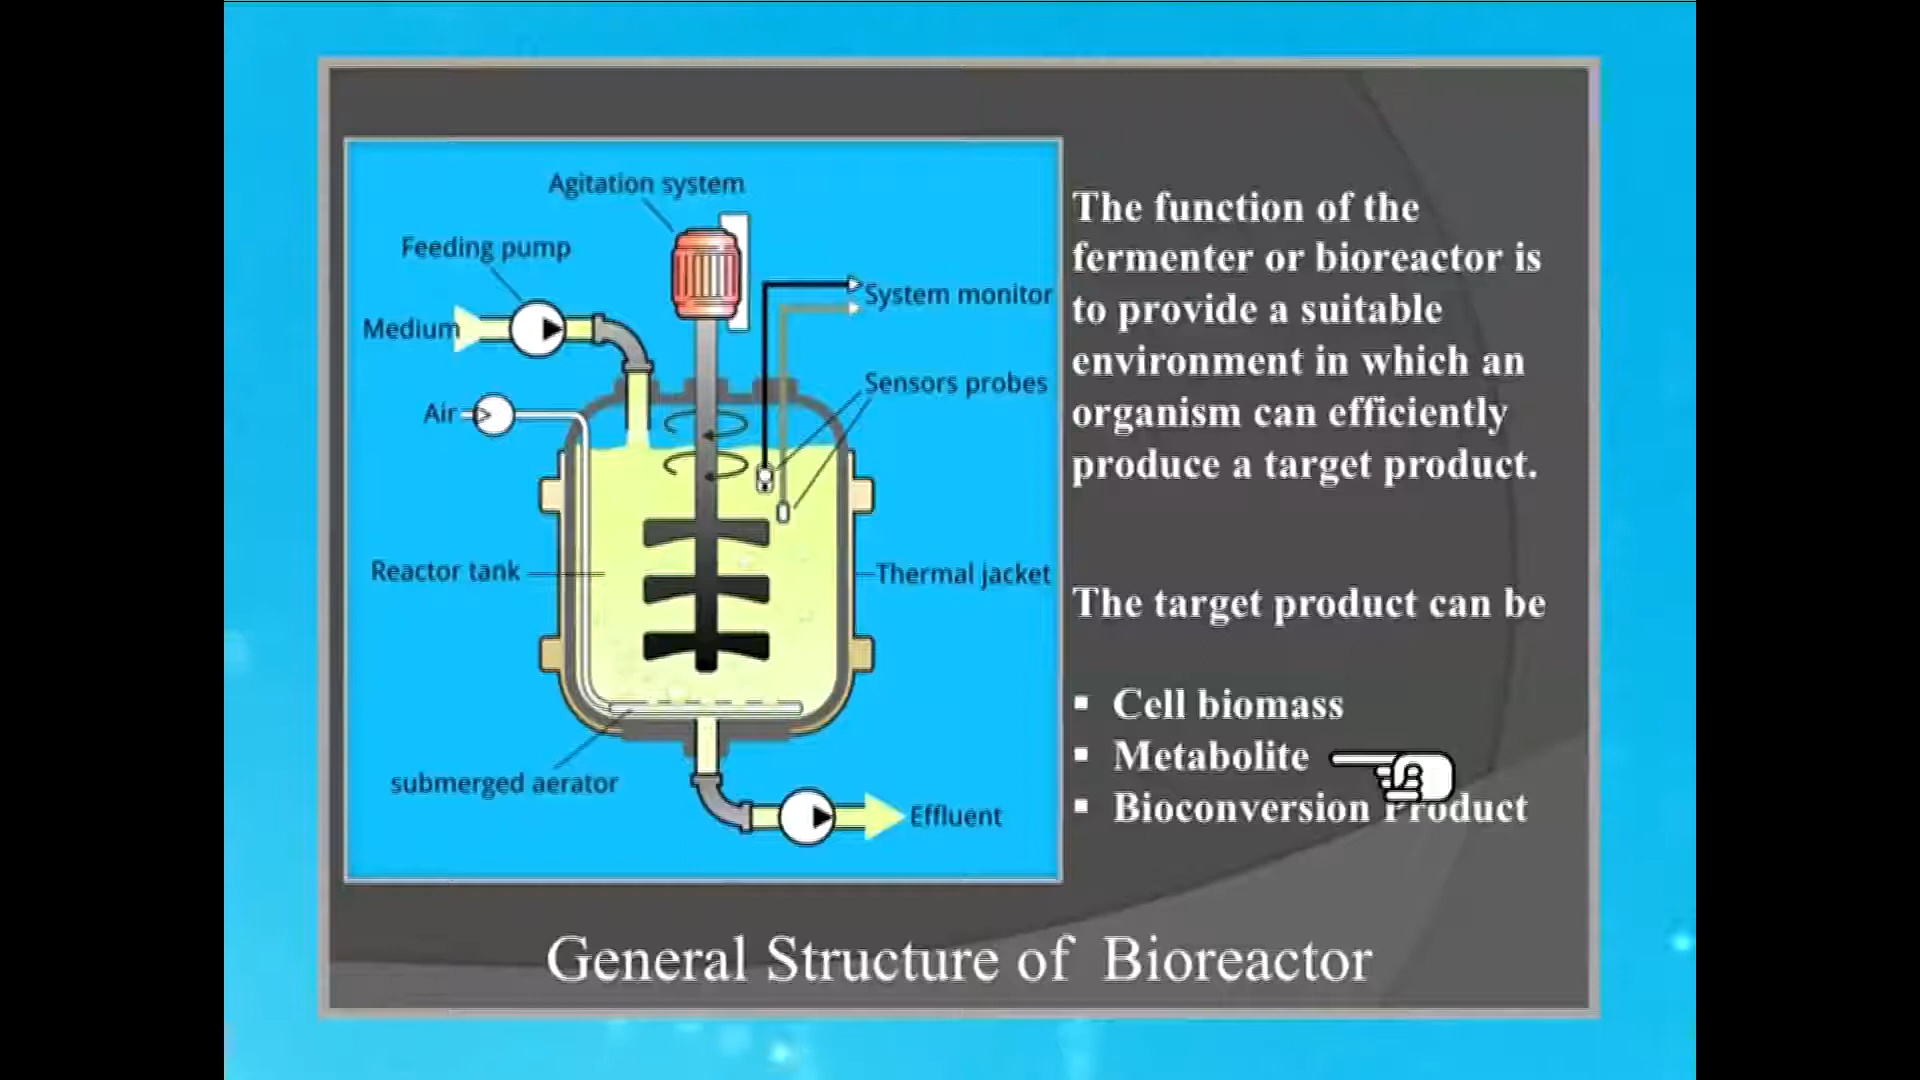 Agitation system
Feeding pump
Medium
System monitor
Air
Sensors probes
Reactor tank
Thermal jacket
submerged aerator
Effluent
The function of the
fermenter or bioreactor is
to provide a suitable
environment in which an
organism can efficiently
produce a target product.
The target product can be
▪ Cell biomass
▪ Metabolite
▪ Bioconversion Product
General Structure of Bioreactor